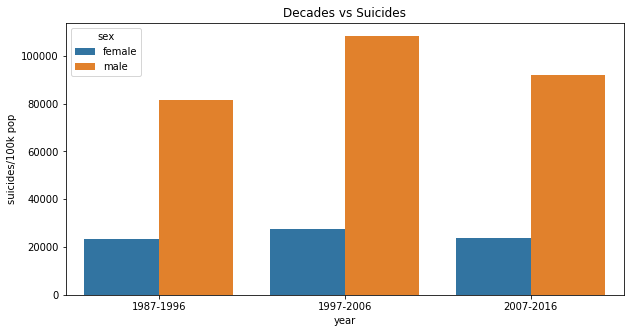 Decades vs Suicides
sex
female
male
suicides/100k pop
100000
80000
60000
40000
20000
0
1987-1996
1997-2006
2007-2016
year